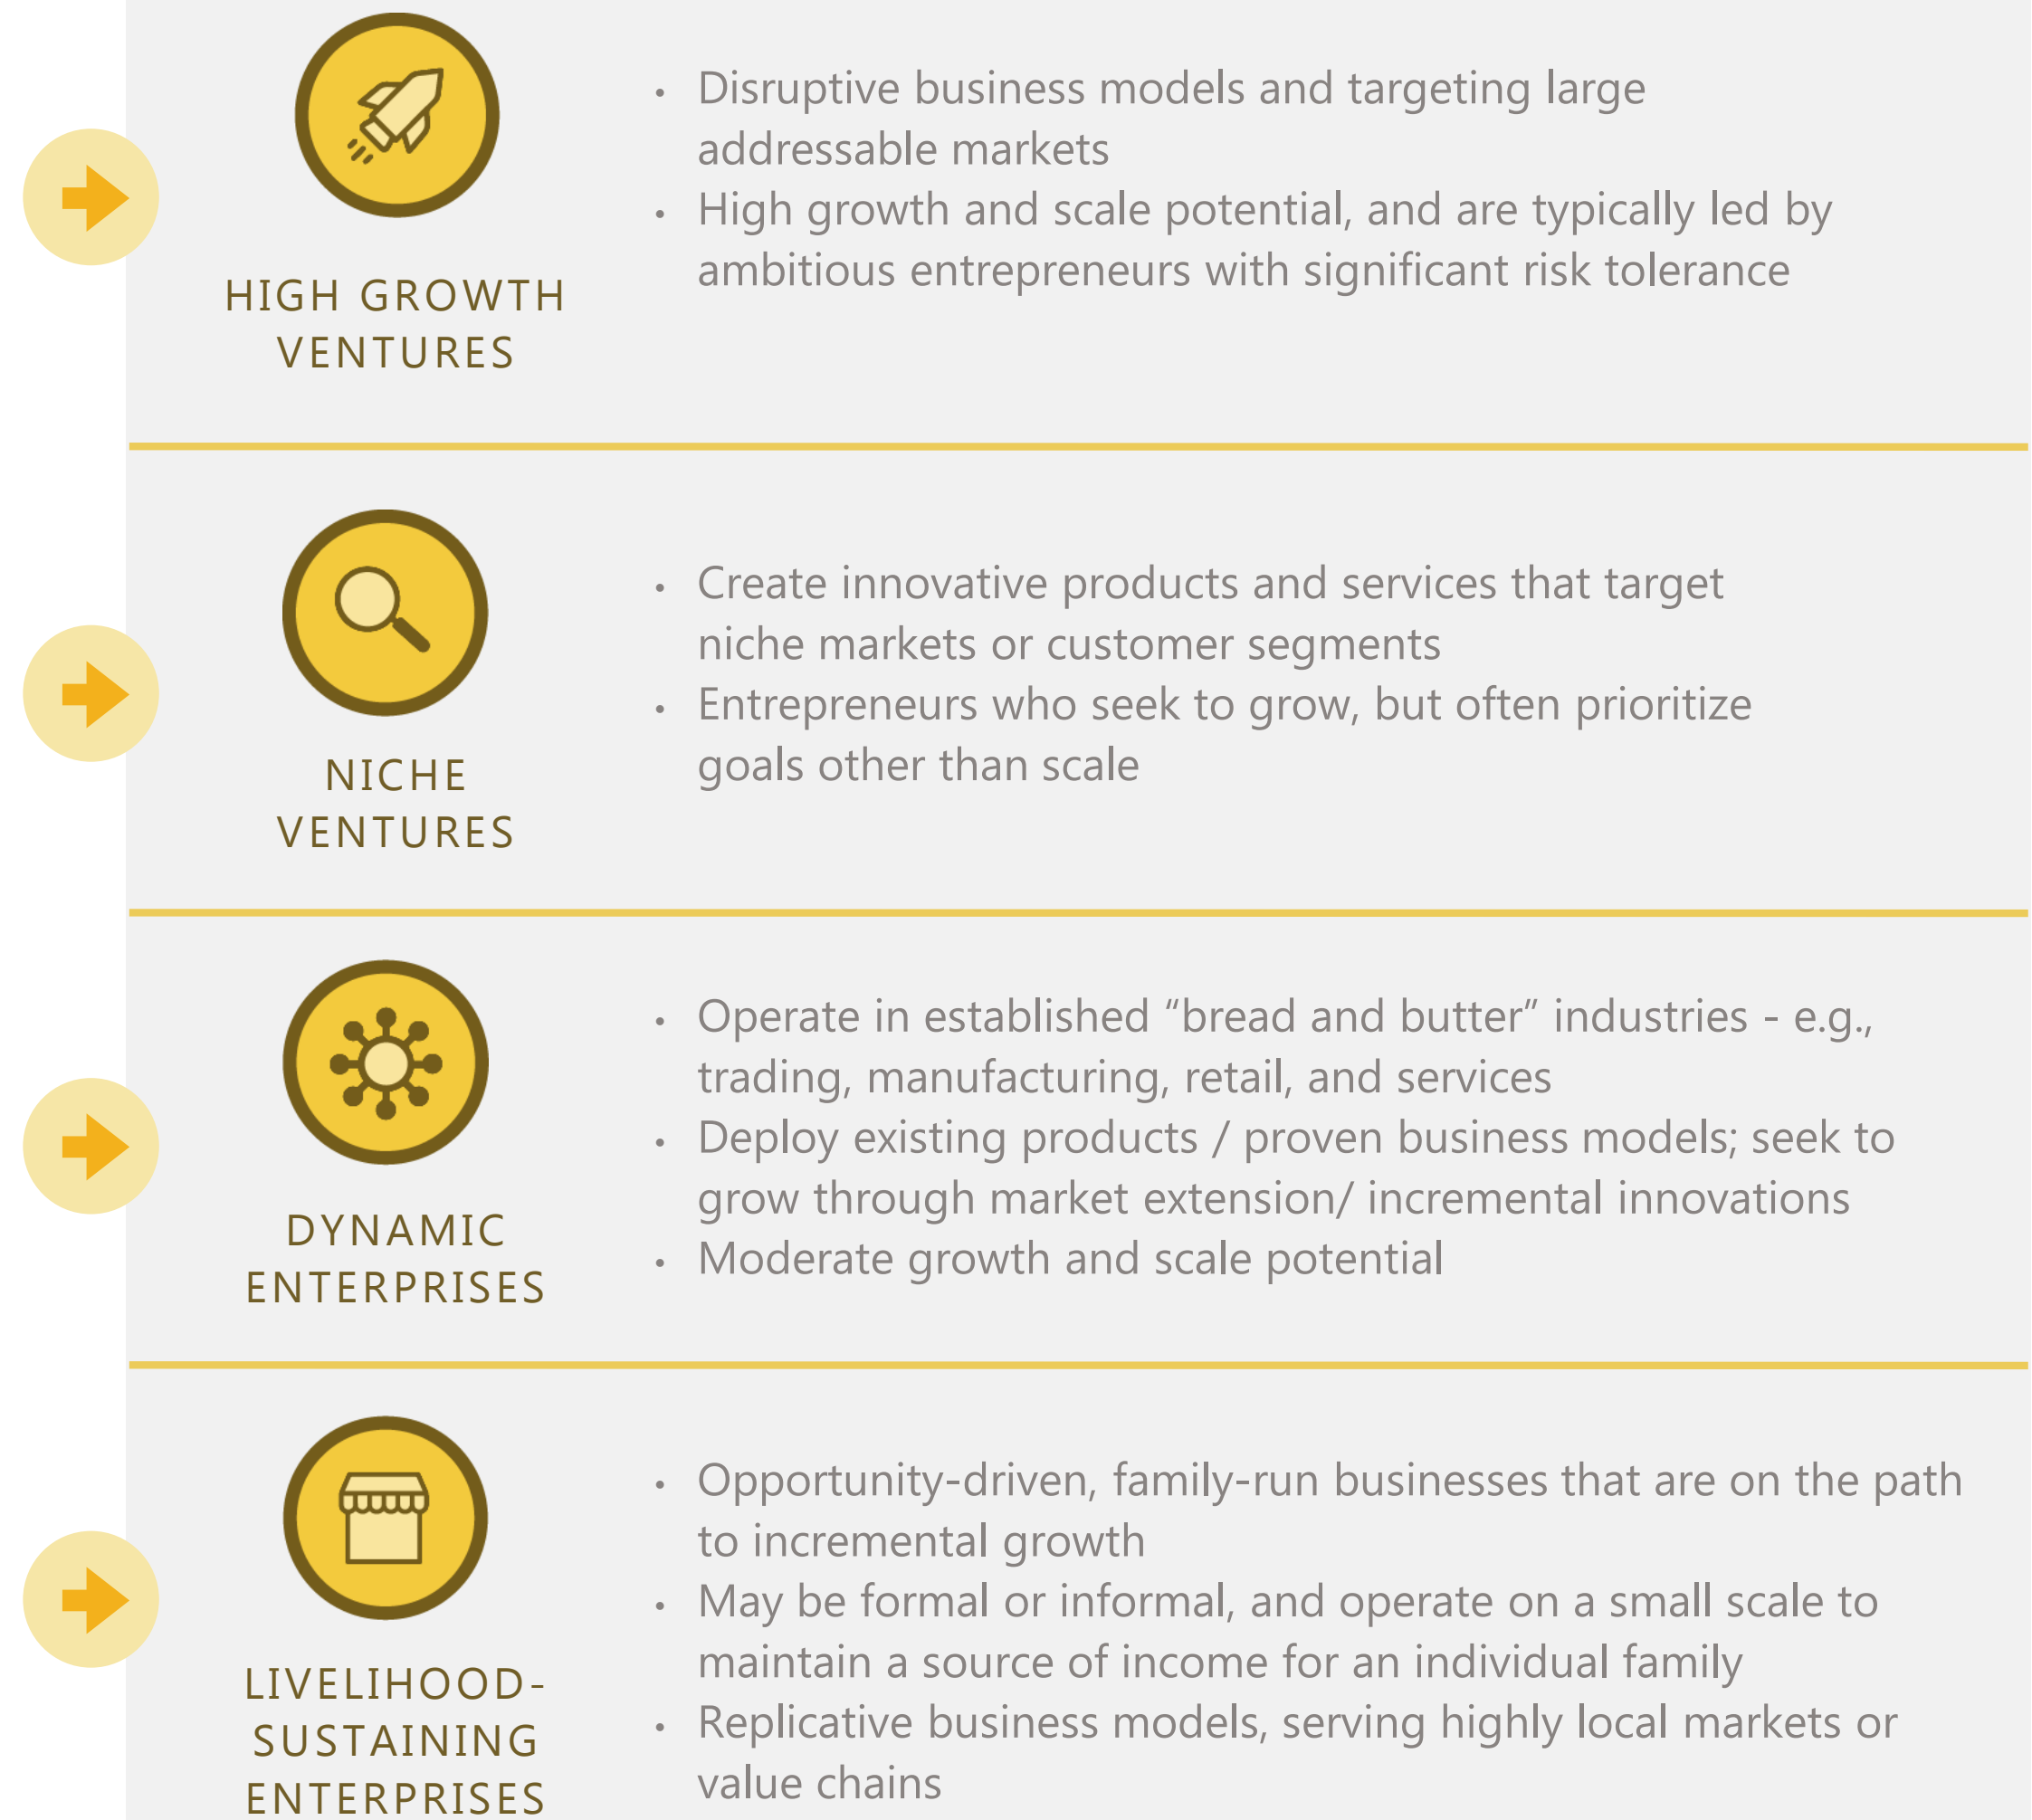 HIGH GROWTH
VENTURES
• Disruptive business models and targeting large
addressable markets
• High growth and scale potential, and are typically led by
ambitious entrepreneurs with significant risk tolerance
NICHE
VENTURES
• Create innovative products and services that target
niche markets or customer segments
• Entrepreneurs who seek to grow, but often prioritize
goals other than scale
DYNAMIC
ENTERPRISES
• Operate in established “bread and butter” industries - e.g.,
trading, manufacturing, retail, and services
• Deploy existing products / proven business models; seek to
grow through market extension/ incremental innovations
• Moderate growth and scale potential
LIVELIHOOD-
SUSTAINING
ENTERPRISES
• Opportunity-driven, family-run businesses that are on the path
to incremental growth
• May be formal or informal, and operate on a small scale to
maintain a source of income for an individual family
• Replicative business models, serving highly local markets or
value chains